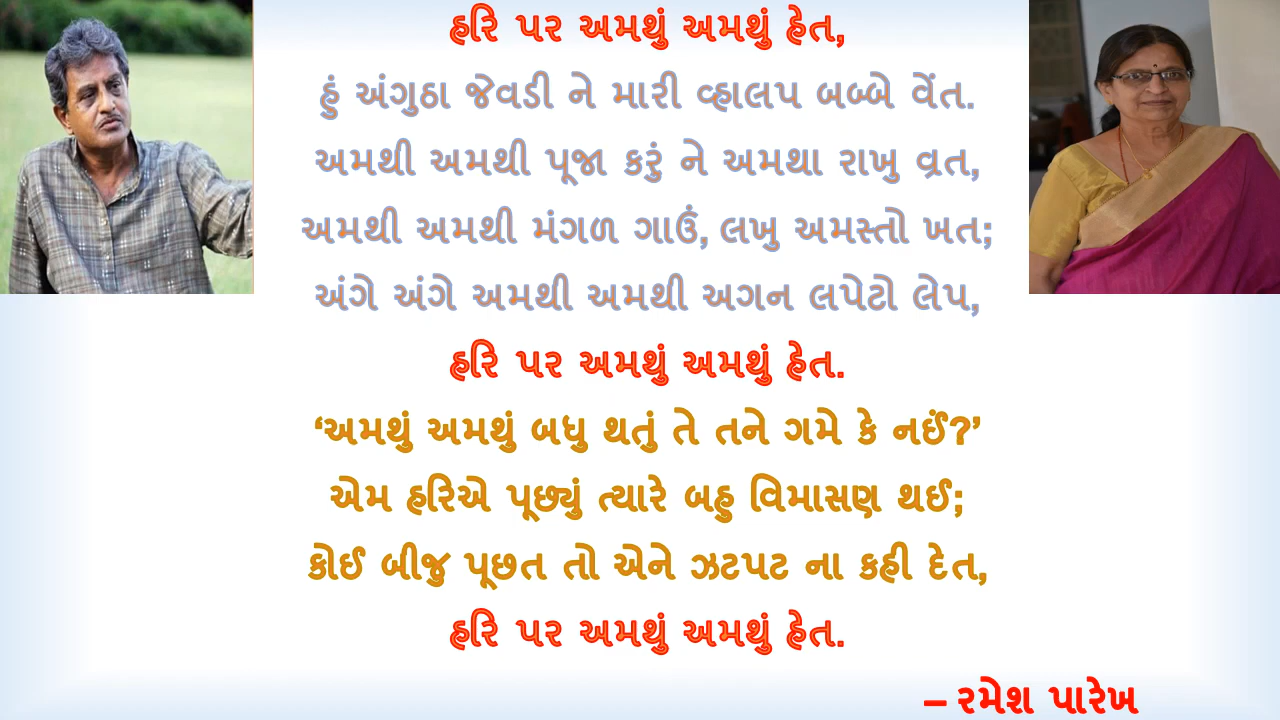 હરિ પર અમથું અમથું હેત,
હું અંગુઠા જેવડી ને મારી વ્હાલપ બબ્બે વેંત.
અમથી અમથી પૂજા કરું ને અમથા રાખુ વ્રત,
અમથી અમથી મંગળ ગાઉં, લખુ અમસ્તો ખત;
અંગે અંગે અમથી અમથી અગન લપેટો લેપ,
હરિ પર અમથું અમથું હેત.
‘અમથું અમથું બધુ થતું તે તને ગમે કે નઈં?’
એમ હરિએ પૂછ્યું ત્યારે બહુ વિમાસણ થઈ;
કોઈ બીજુ પૂછત તો એને ઝટપટ ના કહી દેત,
હરિ પર અમથું અમથું હેત.
– રમેશ પારેખ